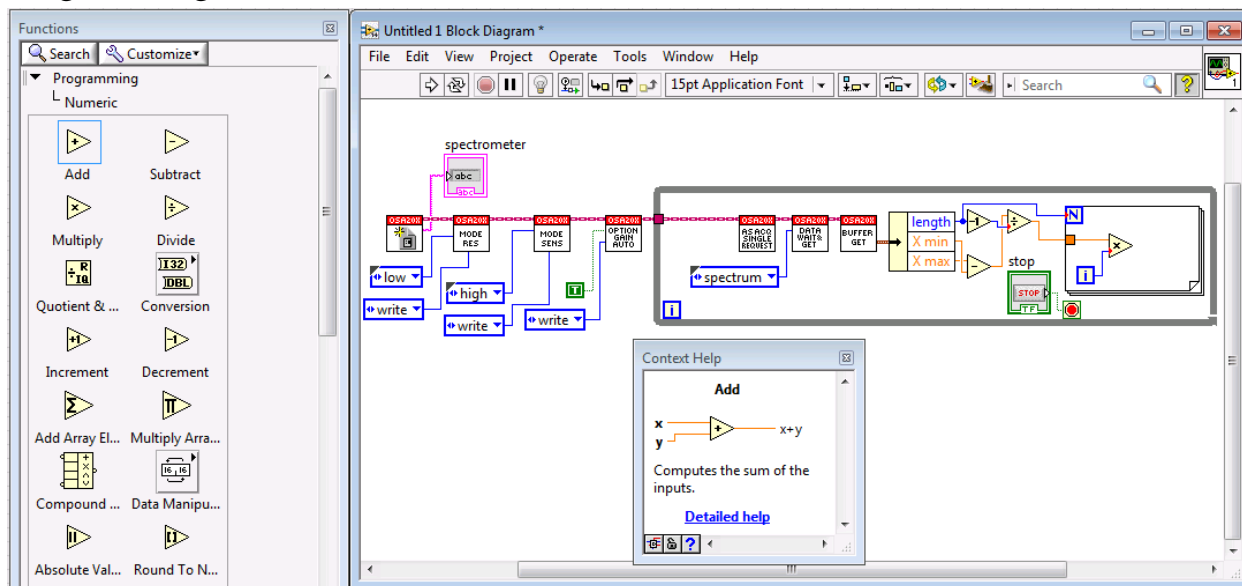 Functions
Search Customize
Programming
Numeric
Add Subtract
Multiply Divide
Quotient & ... Conversion
Increment Decrement
Add Array El... Multiply Arra...
Compound ... Data Manipu...
Absolute Val... Round To N...
Untitled 1 Block Diagram *
File Edit View Project Operate Tools Window Help
15pt Application Font
Search
spectrometer
abc
abc
OSA20X
OSA20X
MODE
RES
OSA20X
MODE
SENS
OSA20X
OPTION
GAIN
AUTO
OSA20X
AS ACQ
SINGLE
REQUEST
OSA20X
DATA
WAIT&
GET
OSA20X
BUFFER
GET
length
X min
X max
-1
N
i
low
write
high
write
T
write
spectrum
stop
STOP
TF
i
Context Help
Add
x
y
x+y
Computes the sum of the
inputs.
Detailed help